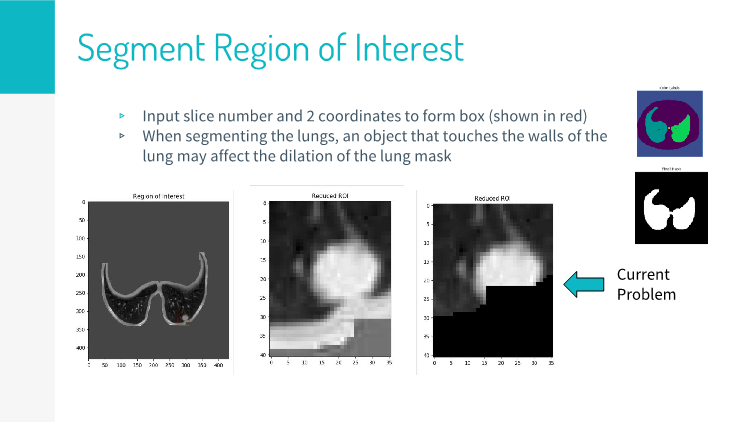 Segment Region of Interest
Input slice number and 2 coordinates to form box (shown in red)
When segmenting the lungs, an object that touches the walls of the
lung may affect the dilation of the lung mask
Region of Interest
0
50
100
150
200
250
300
350
400
0 50 100 150 200 250 300 350 400
Reduced ROI
0
5
10
15
20
25
30
35
40
0 5 10 15 20 25 30 35
Reduced ROI
0
5
10
15
20
25
30
35
40
0 5 10 15 20 25 30 35
Current
Problem